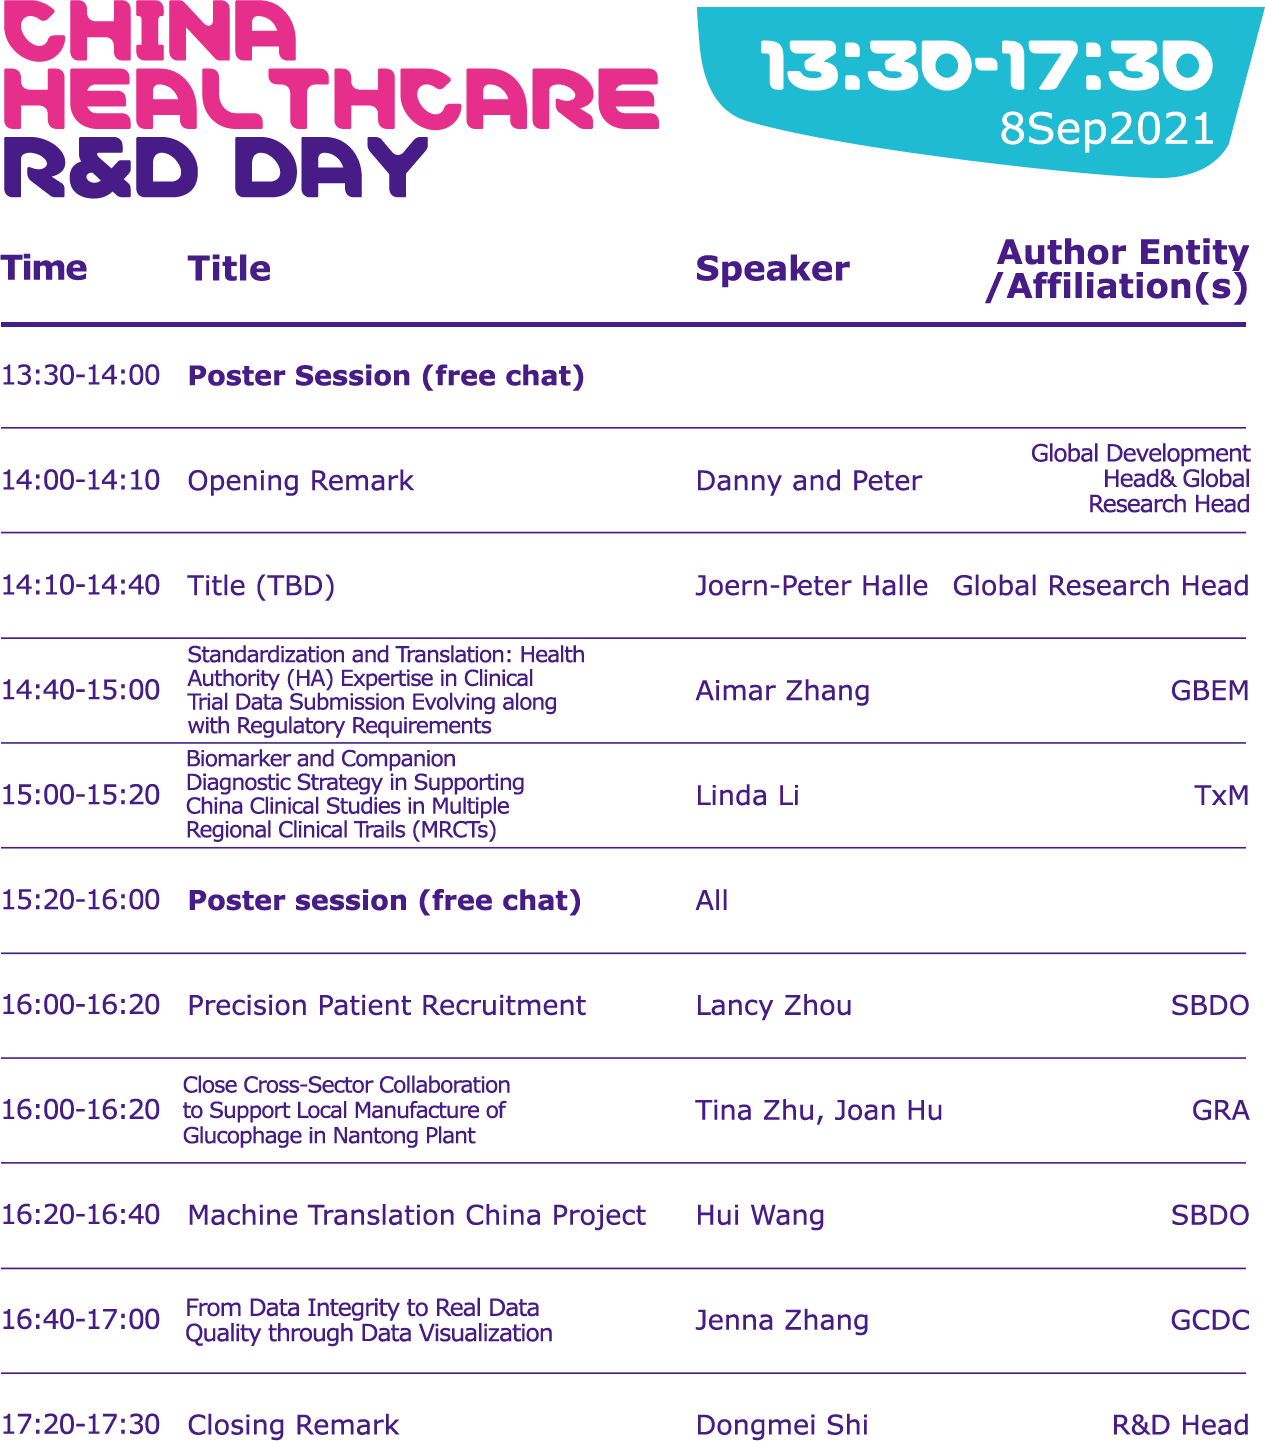 CHINA
HEALTHCARE
R&D DAY
13:30-17:30
8Sep2021
Time Title Speaker Author Entity
/Affiliation(s)
13:30-14:00 Poster Session (free chat)
14:00-14:10 Opening Remark Danny and Peter Global Development
Head& Global
Research Head
14:10-14:40 Title (TBD) Joern-Peter Halle Global Research Head
14:40-15:00 Standardization and Translation: Health
Authority (HA) Expertise in Clinical
Trial Data Submission Evolving along
with Regulatory Requirements
Aimar Zhang GBEM
15:00-15:20 Biomarker and Companion
Diagnostic Strategy in Supporting
China Clinical Studies in Multiple
Regional Clinical Trails (MRCTs)
Linda Li TxM
15:20-16:00 Poster session (free chat) All
16:00-16:20 Precision Patient Recruitment Lancy Zhou SBDO
16:00-16:20 Close Cross-Sector Collaboration
to Support Local Manufacture of
Glucophage in Nantong Plant
Tina Zhu, Joan Hu GRA
16:20-16:40 Machine Translation China Project Hui Wang SBDO
16:40-17:00 From Data Integrity to Real Data
Quality through Data Visualization
Jenna Zhang GCDC
17:20-17:30 Closing Remark Dongmei Shi R&D Head